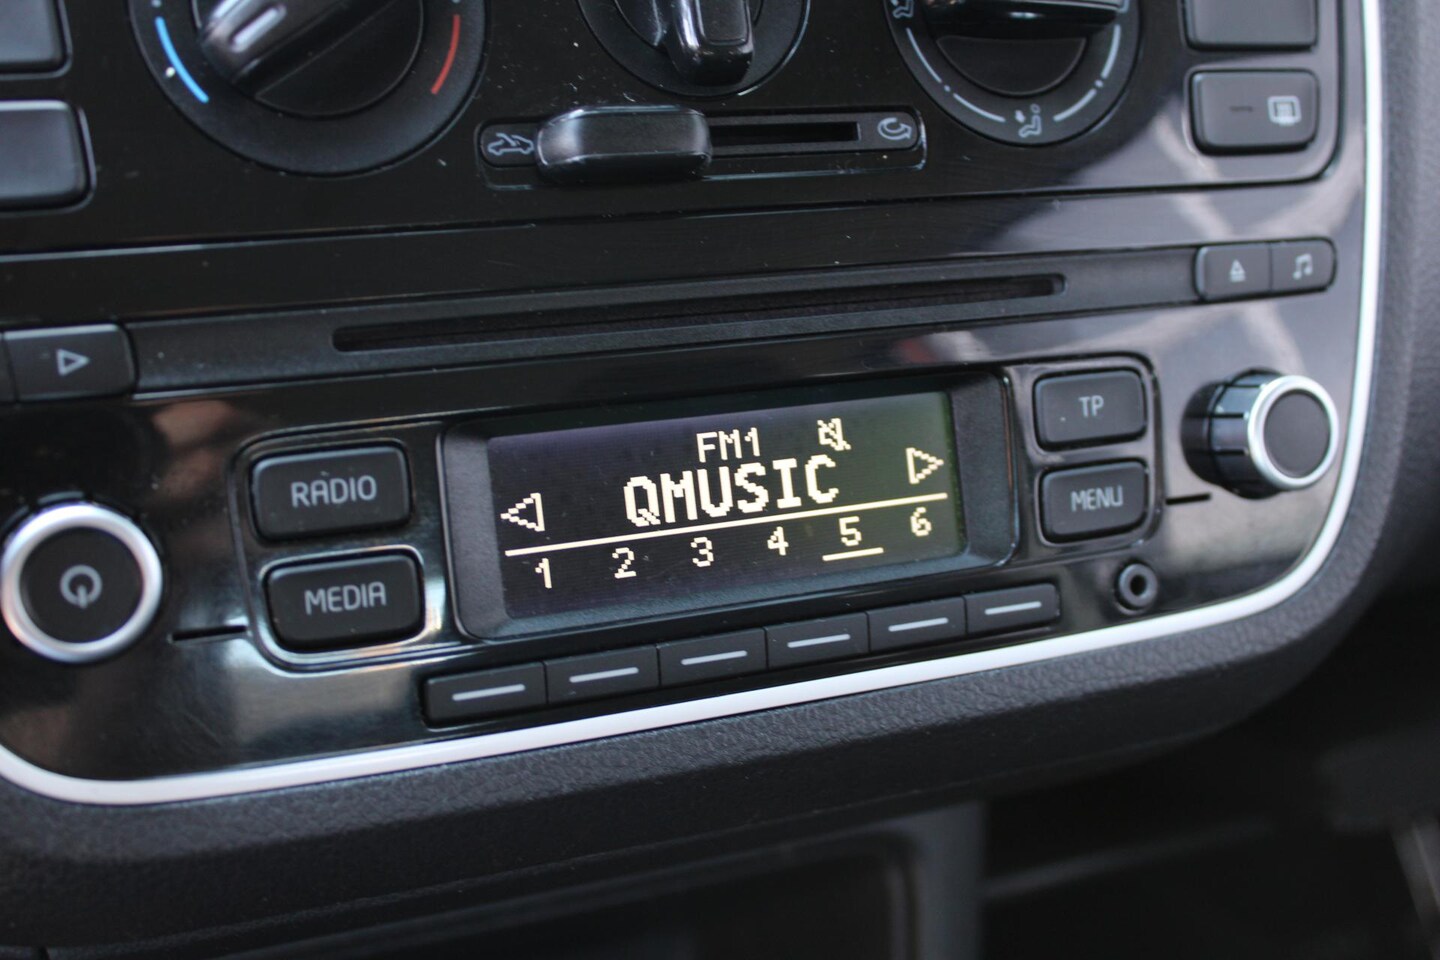 RADIO
MEDIA
FM1
QMUSIC
1 2 3 4 5 6
TP
MENU